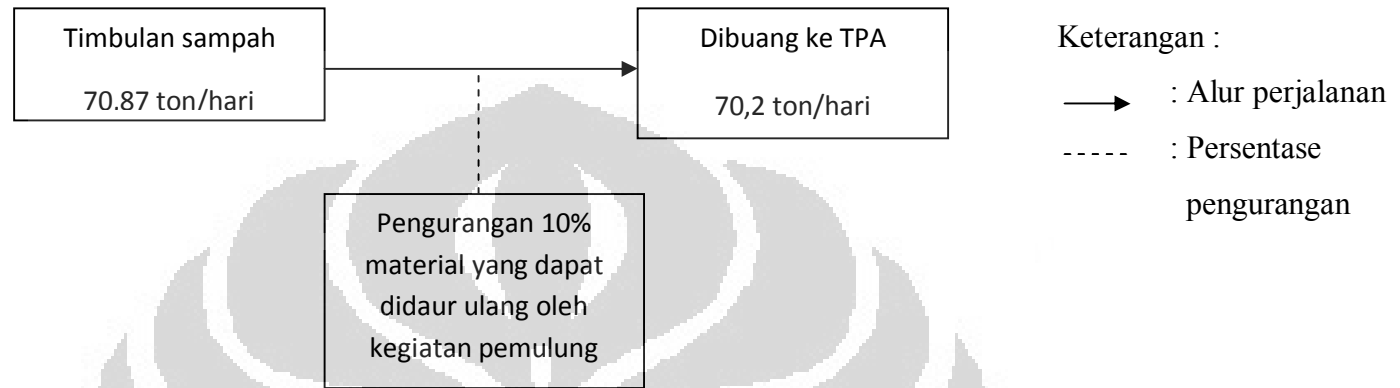 Timbulan sampah
70.87 ton/hari
Dibuang ke TPA
70,2 ton/hari
Pengurangan 10%
material yang dapat
didaur ulang oleh
kegiatan pemulung
Keterangan :
: Alur perjalanan
: Persentase
pengurangan